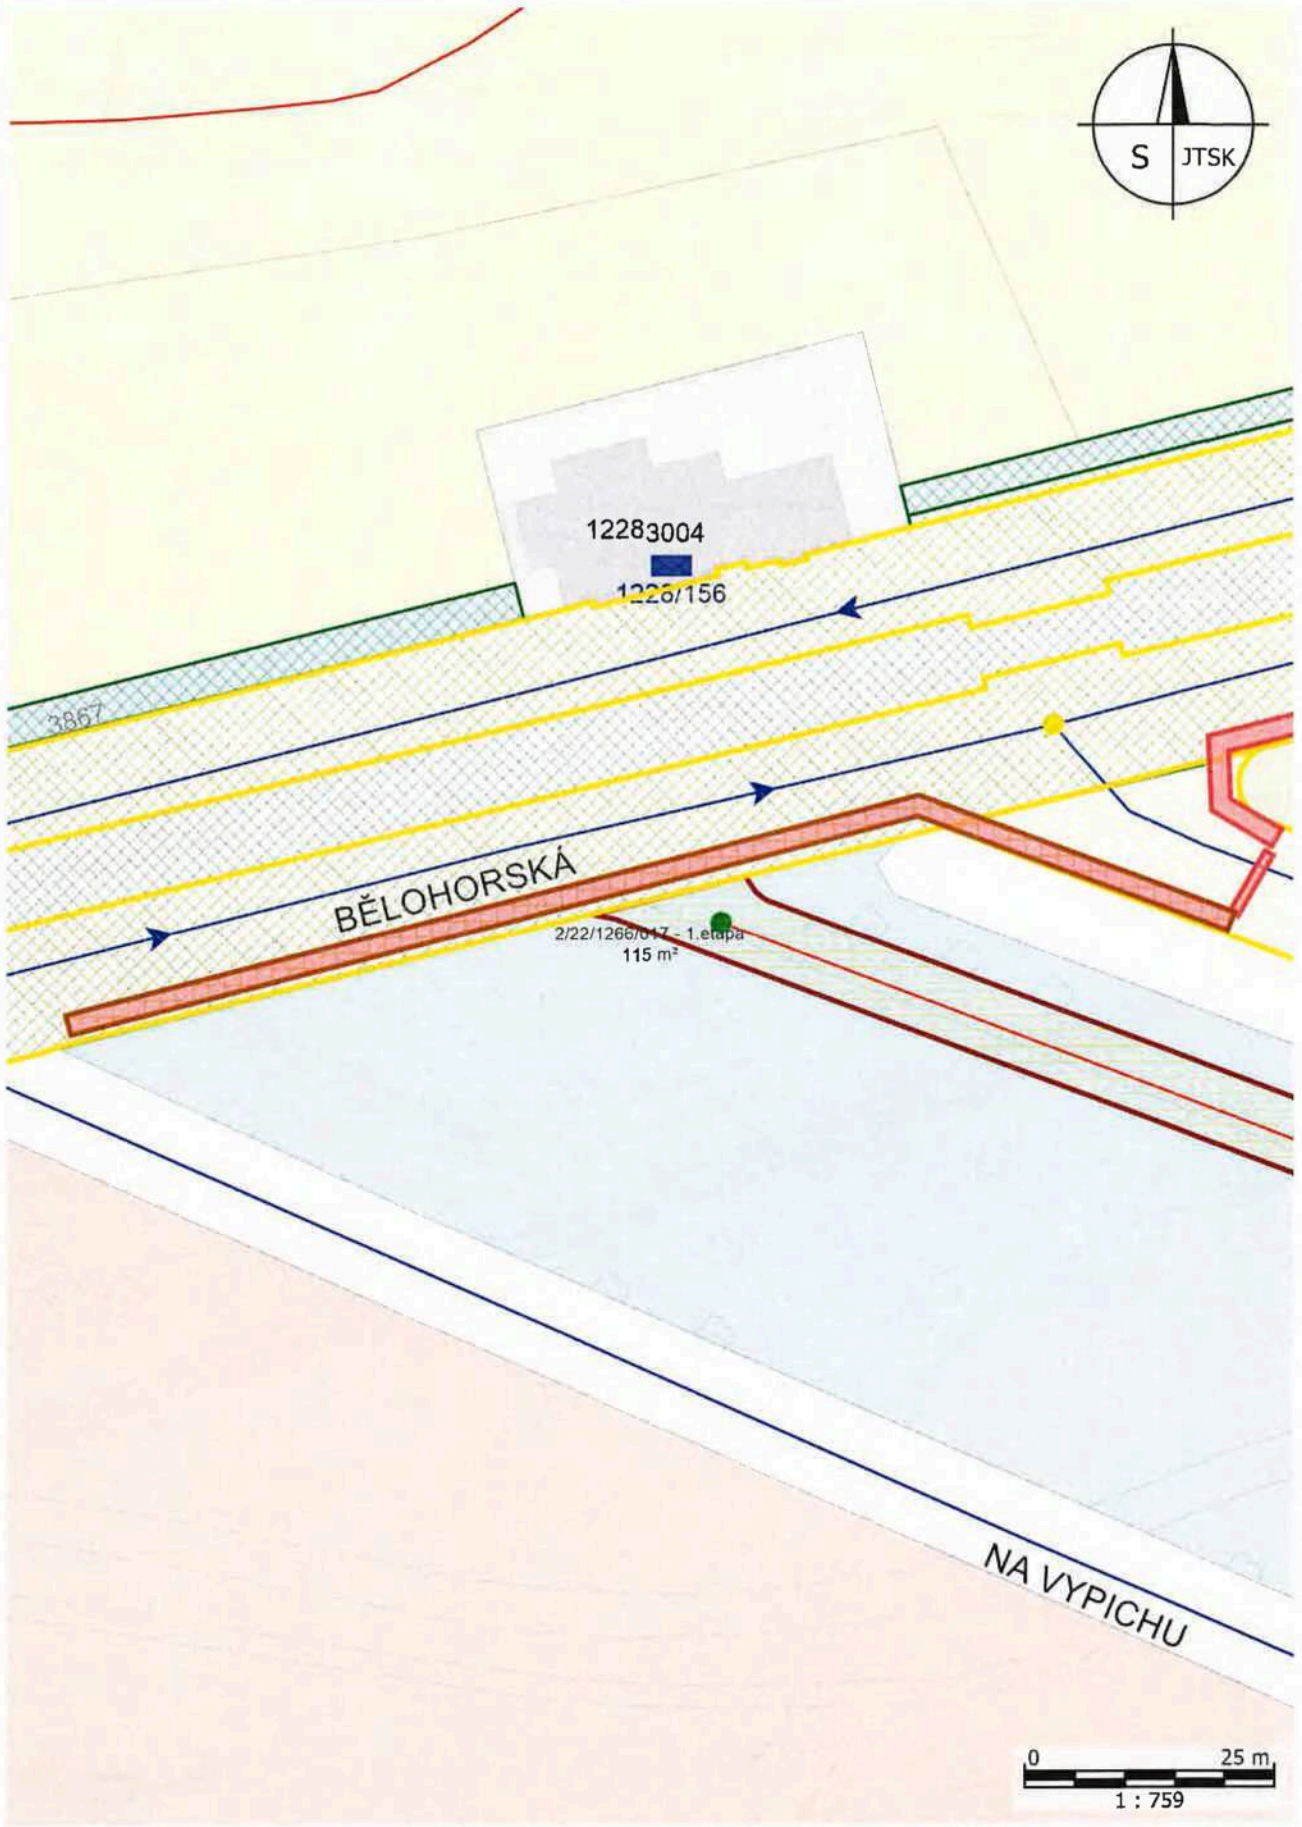 S JTSK
12283004
1228/156
3867
BĚLOHORSKÁ
2/22/1266/017 - 1.etapa
115 m²
NA VYPICHU
0 25 m
1 : 759